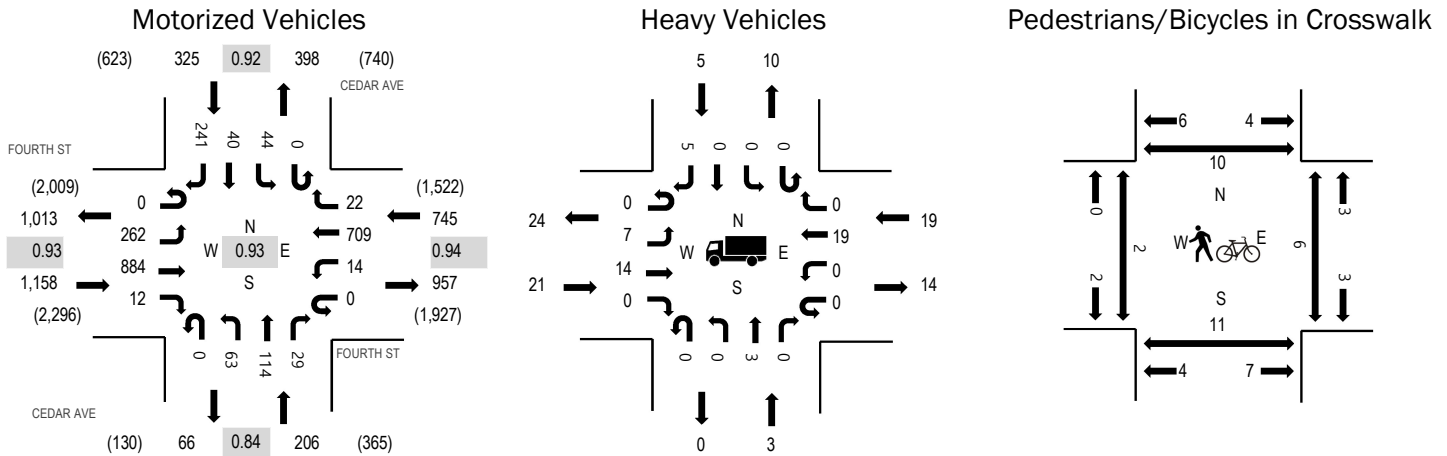 Motorized Vehicles
Heavy Vehicles
Pedestrians/Bicycles in Crosswalk
(623) 325 0.92 398 (740)
CEDAR AVE
241 40 44 0
FOURTH ST
(2,009)
(1,522)
0
22
1,013
745
262
709
N
0.93
W 0.93 E
0.94
884
14
S
1,158
957
12
0
(2,296)
(1,927)
0 63 114 29
FOURTH ST
CEDAR AVE
(130) 66 0.84 206 (365)
5 10
5 0 0 0
0
0
24
19
N
7
19
W E
14
0
S
21
14
0
0
0 0 3 0
0 3
6 4
10
N
0
3
2
W E
6
2
3
S
11
4 7